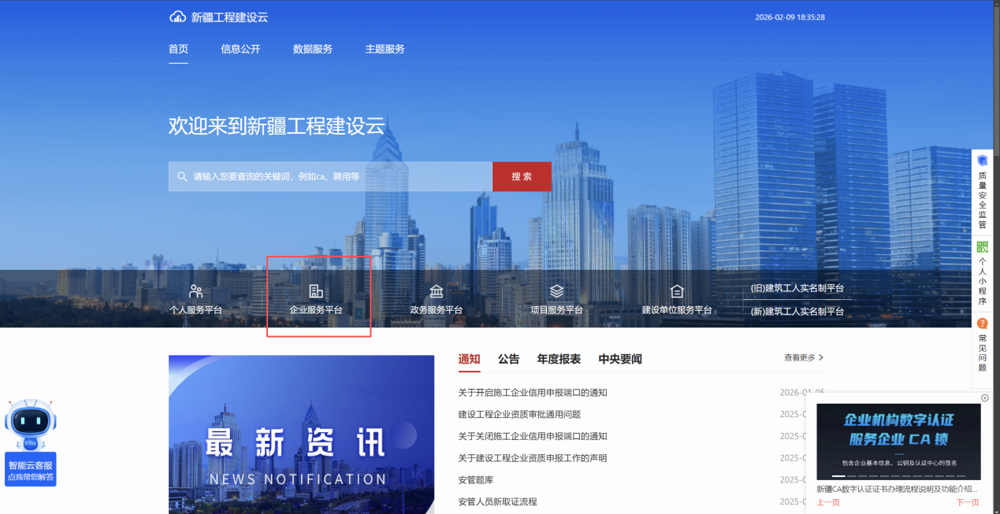 新疆工程建设云
2026-02-09 18:35:28
首页 信息公开 数据服务 主题服务
欢迎来到新疆工程建设云
请输入您要查询的关键词，例如ca、聘用等
搜 索
个人服务平台
企业服务平台
政务服务平台
项目服务平台
建设单位服务平台
(旧)建筑工人实名制平台
(新)建筑工人实名制平台
质量安全监管
个人小程序
常见问题
最新资讯
NEWS NOTIFICATION
通知 公告 年度报表 中央要闻
查看更多
关于开启施工企业信用申报端口的通知 2026-01-05
建设工程企业资质审批通用问题 2025-0
关于关闭施工企业信用申报端口的通知 2025-0
关于建设工程企业资质申报工作的声明 2025-0
安管题库 2025-0
安管人员新取证流程 2025-0
智能云客服
点我帮您解答
企业机构数字认证
服务企业 CA 锁
包含企业基本信息、公钥及认证中心的签名
新疆CA数字认证证书办理流程说明及功能介绍...
上一页 下一页